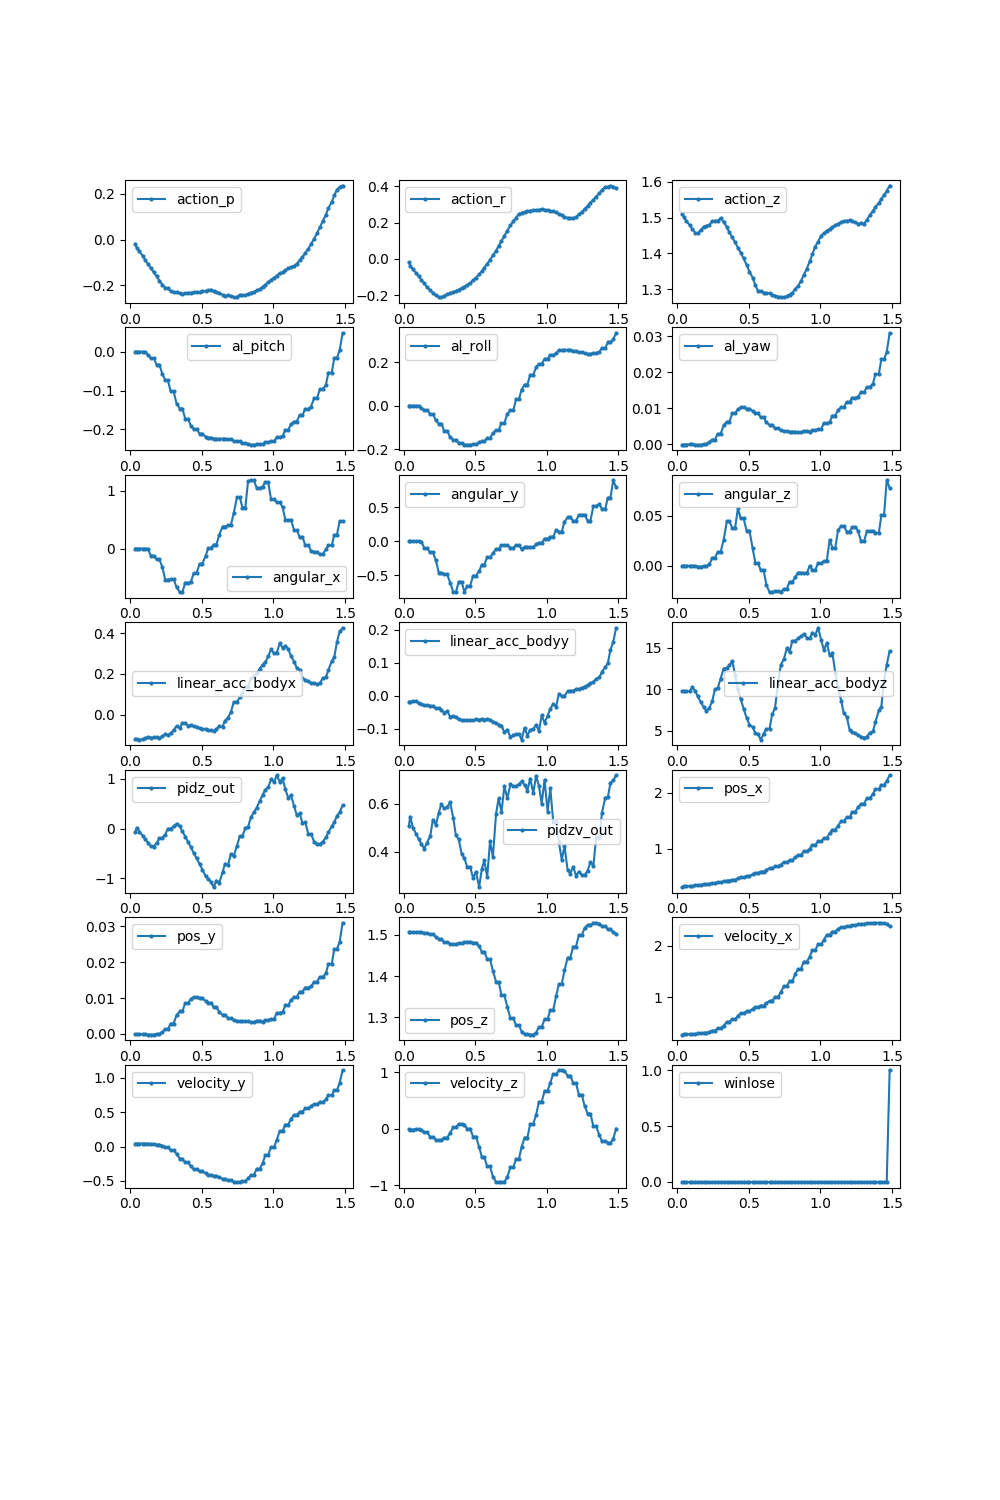 action_p
0.2
0.0
−0.2
0.0 0.5 1.0 1.5
action_r
0.4
0.2
0.0
−0.2
0.0 0.5 1.0 1.5
action_z
1.6
1.5
1.4
1.3
0.0 0.5 1.0 1.5
al_pitch
0.0
−0.1
−0.2
0.0 0.5 1.0 1.5
al_roll
0.2
0.0
−0.2
0.0 0.5 1.0 1.5
al_yaw
0.03
0.02
0.01
0.00
0.0 0.5 1.0 1.5
angular_x
1
0
0.0 0.5 1.0 1.5
angular_y
0.5
0.0
−0.5
0.0 0.5 1.0 1.5
angular_z
0.05
0.00
0.0 0.5 1.0 1.5
linear_acc_bodyx
0.4
0.2
0.0
0.0 0.5 1.0 1.5
linear_acc_bodyy
0.2
0.1
0.0
−0.1
0.0 0.5 1.0 1.5
linear_acc_bodyz
15
10
5
0.0 0.5 1.0 1.5
pidz_out
1
0
−1
0.0 0.5 1.0 1.5
pidzv_out
0.6
0.4
0.0 0.5 1.0 1.5
pos_x
2
1
0.0 0.5 1.0 1.5
pos_y
0.03
0.02
0.01
0.00
0.0 0.5 1.0 1.5
pos_z
1.5
1.4
1.3
0.0 0.5 1.0 1.5
velocity_x
2
1
0.0 0.5 1.0 1.5
velocity_y
1.0
0.5
0.0
−0.5
0.0 0.5 1.0 1.5
velocity_z
1
0
−1
0.0 0.5 1.0 1.5
winlose
1.0
0.5
0.0
0.0 0.5 1.0 1.5